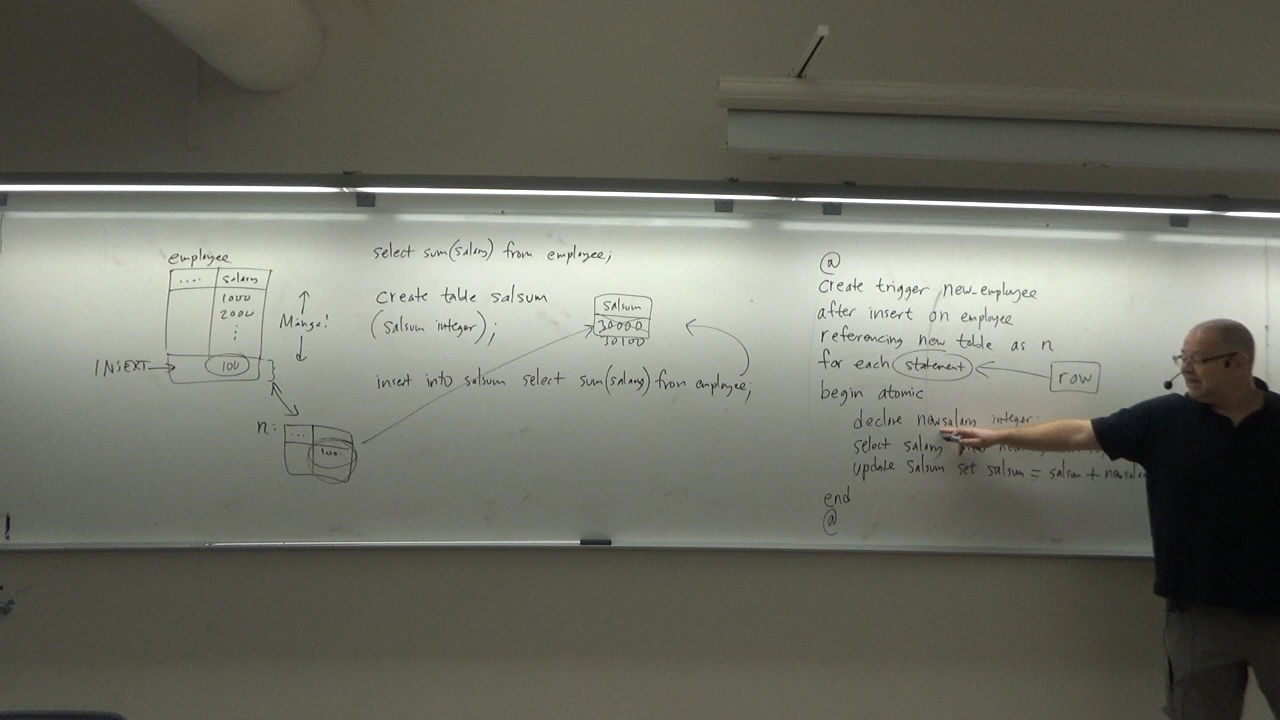 employee
.... salary
1000
2000
⋮
INSERT 100
Många!
n:
...
100
select sum(salary) from employee;
Create table salsum
(salsum integer);
insert into salsum select sum(salary) from employee;
salsum
30000
30100
@
Create trigger new_employee
after insert on employee
referencing new table as n
for each statement
row
begin atomic
declare newsalary integer;
select salary
update salsum set salsum = salsum +
end
@
!